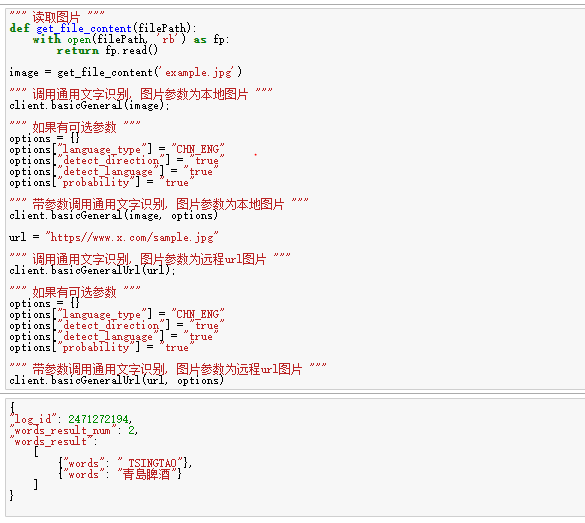 """ 读取图片 """
def get_file_content(filePath):
    with open(filePath, 'rb') as fp:
        return fp.read()
image = get_file_content('example.jpg')
""" 调用通用文字识别, 图片参数为本地图片 """
client.basicGeneral(image);
""" 如果有可选参数 """
options = {}
options["language_type"] = "CHN_ENG"
options["detect_direction"] = "true"
options["detect_language"] = "true"
options["probability"] = "true"
""" 带参数调用通用文字识别, 图片参数为本地图片 """
client.basicGeneral(image, options)
url = "https//www.x.com/sample.jpg"
""" 调用通用文字识别, 图片参数为远程url图片 """
client.basicGeneralUrl(url);
""" 如果有可选参数 """
options = {}
options["language_type"] = "CHN_ENG"
options["detect_direction"] = "true"
options["detect_language"] = "true"
options["probability"] = "true"
""" 带参数调用通用文字识别, 图片参数为远程url图片 """
client.basicGeneralUrl(url, options)
{
"log_id": 2471272194,
"words_result_num": 2,
"words_result":
    [
        {"words": " TSINGTAO"},
        {"words": "青島睥酒"}
    ]
}